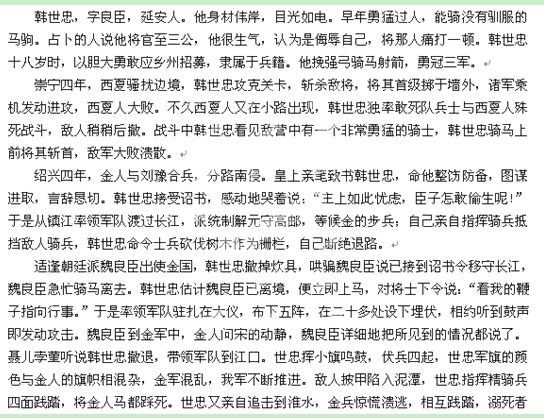 韩世忠，字良臣，延安人。他身材伟岸，目光如电。早年勇猛过人，能骑没有驯服的
马驹。占卜的人说他将官至三公，他很生气，认为是侮辱自己，将那人痛打一顿。韩世忠
十八岁时，以胆大勇敢应乡州招募，隶属于兵籍。他挽强弓骑马射箭，勇冠三军。
崇宁四年，西夏骚扰边境，韩世忠攻克关卡，斩杀敌将，将其首级掷于墙外，诸军乘
机发动进攻，西夏人大败。不久西夏人又在小路出现，韩世忠独率敢死队兵士与西夏人殊
死战斗，敌人稍稍后撤。战斗中韩世忠看见敌营中有一个非常勇猛的骑士，韩世忠骑马上
前将其斩首，敌军大败溃散。
绍兴四年，金人与刘豫合兵，分路南侵。皇上亲笔致书韩世忠，命他整饬防备，图谋
进取，言辞恳切。韩世忠接受诏书，感动地哭着说：“主上如此忧虑，臣子怎敢偷生呢！”
于是从镇江率领军队渡过长江，派统制解元守高邮，等候金的步兵；自己亲自指挥骑兵抵
挡敌人骑兵，韩世忠命令士兵砍伐树木作为栅栏，自己断绝退路。
适逢朝廷派魏良臣出使金国，韩世忠撤掉炊具，哄骗魏良臣说已接到诏书令移守长江，
魏良臣急忙骑马离去。韩世忠估计魏良臣已离境，便立即上马，对将士下令说：“看我的鞭
子指向行事。”于是率领军队驻扎在大仪，布下五阵，在二十多处设下埋伏，相约听到鼓声
即发动攻击。魏良臣到金军中，金人问宋的动静，魏良臣详细地把所见到的情况都说了。
聂儿孛堇听说韩世忠撤退，带领军队到江口。世忠挥小旗鸣鼓，伏兵四起，世忠军旗的颜
色与金人的旗帜相混杂，金军混乱，我军不断推进。敌人披甲陷入泥潭，世忠指挥精骑兵
四面践踏，将金人马都踩死。世忠又亲自追击到淮水，金兵惊慌溃逃，相互践踏，溺死者